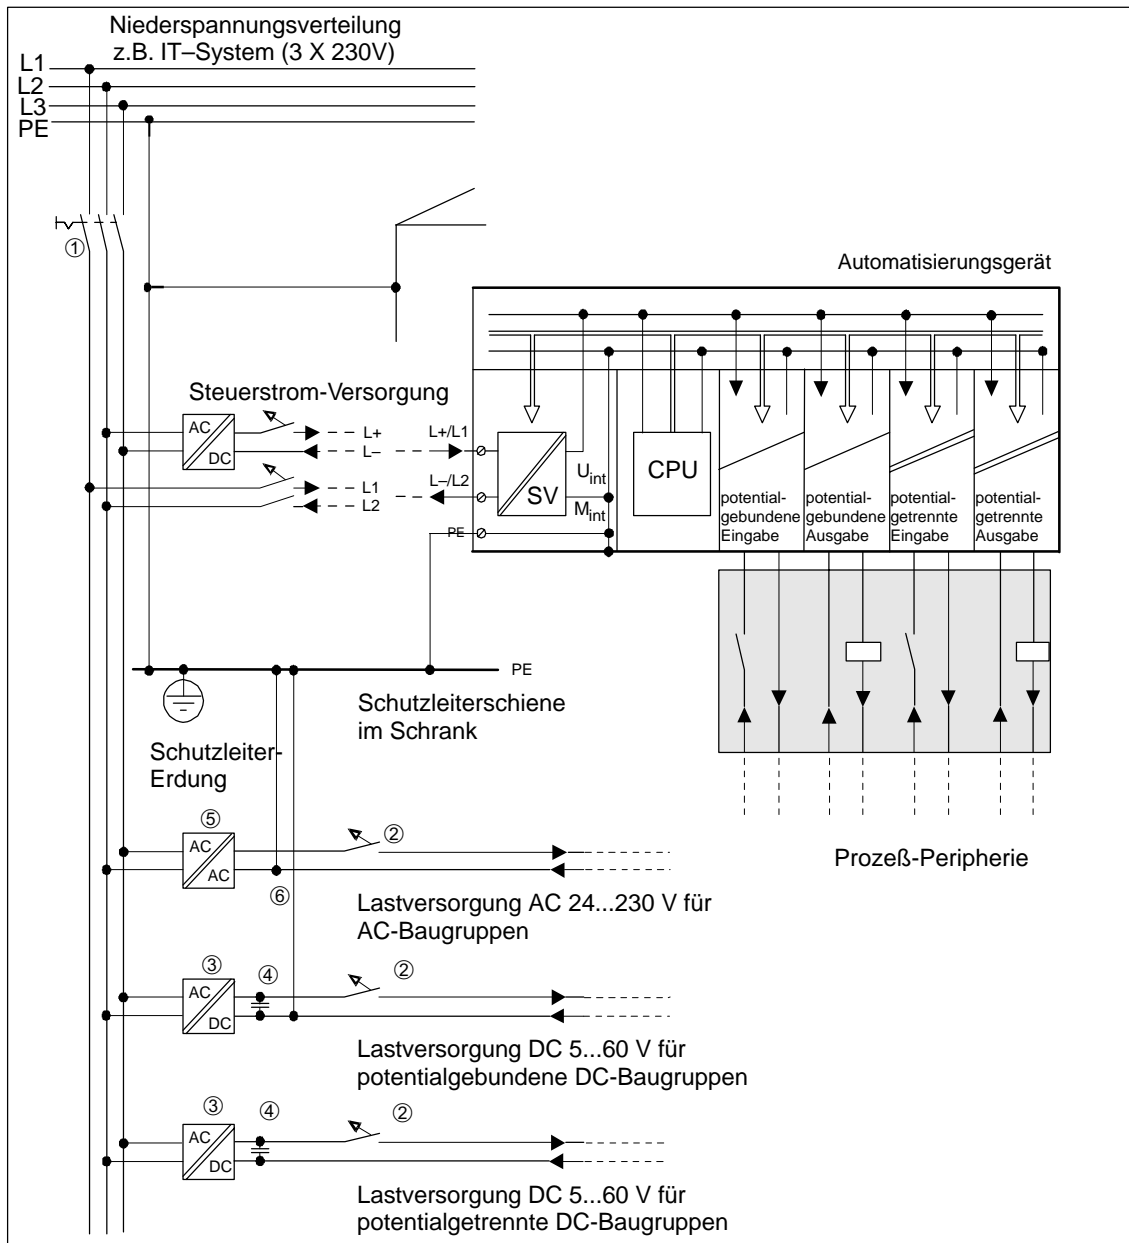 Niederspannungsverteilung
z.B. IT–System (3 X 230V)
L1
L2
L3
PE
①
Automatisierungsgerät
Steuerstrom-Versorgung
AC
DC
L+
L–
L+/L1
L1
L2
L–/L2
PE
SV
Uint
Mint
CPU
potential-
gebundene
Eingabe
potential-
gebundene
Ausgabe
potential-
getrennte
Eingabe
potential-
getrennte
Ausgabe
PE
Schutzleiterschiene
im Schrank
Schutzleiter-
Erdung
Prozeß-Peripherie
⑤
②
AC
AC
⑥
Lastversorgung AC 24...230 V für
AC-Baugruppen
③
④
②
AC
DC
Lastversorgung DC 5...60 V für
potentialgebundene DC-Baugruppen
③
④
②
AC
DC
Lastversorgung DC 5...60 V für
potentialgetrennte DC-Baugruppen